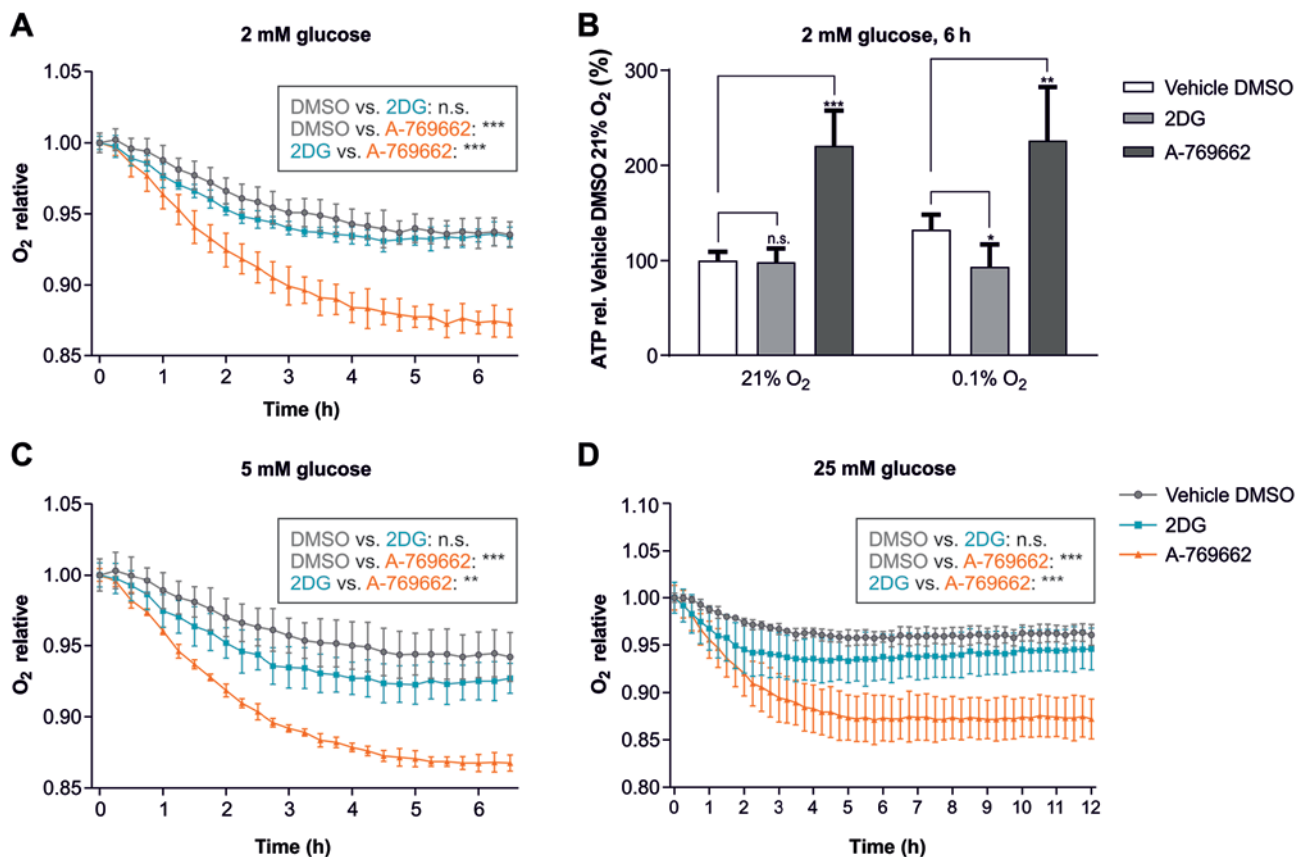 A
2 mM glucose
1.05
1.00
0.95
0.90
0.85
O₂ relative
DMSO vs. 2DG: n.s.
DMSO vs. A-769662: ***
2DG vs. A-769662: ***
0 1 2 3 4 5 6
Time (h)
B
2 mM glucose, 6 h
300
200
100
0
ATP rel. Vehicle DMSO 21% O₂ (%)
n.s.
***
*
**
21% O₂ 0.1% O₂
Vehicle DMSO
2DG
A-769662
C
5 mM glucose
1.05
1.00
0.95
0.90
0.85
O₂ relative
DMSO vs. 2DG: n.s.
DMSO vs. A-769662: ***
2DG vs. A-769662: **
0 1 2 3 4 5 6
Time (h)
D
25 mM glucose
1.10
1.05
1.00
0.95
0.90
0.85
0.80
O₂ relative
DMSO vs. 2DG: n.s.
DMSO vs. A-769662: ***
2DG vs. A-769662: ***
0 1 2 3 4 5 6 7 8 9 10 11 12
Time (h)
Vehicle DMSO
2DG
A-769662